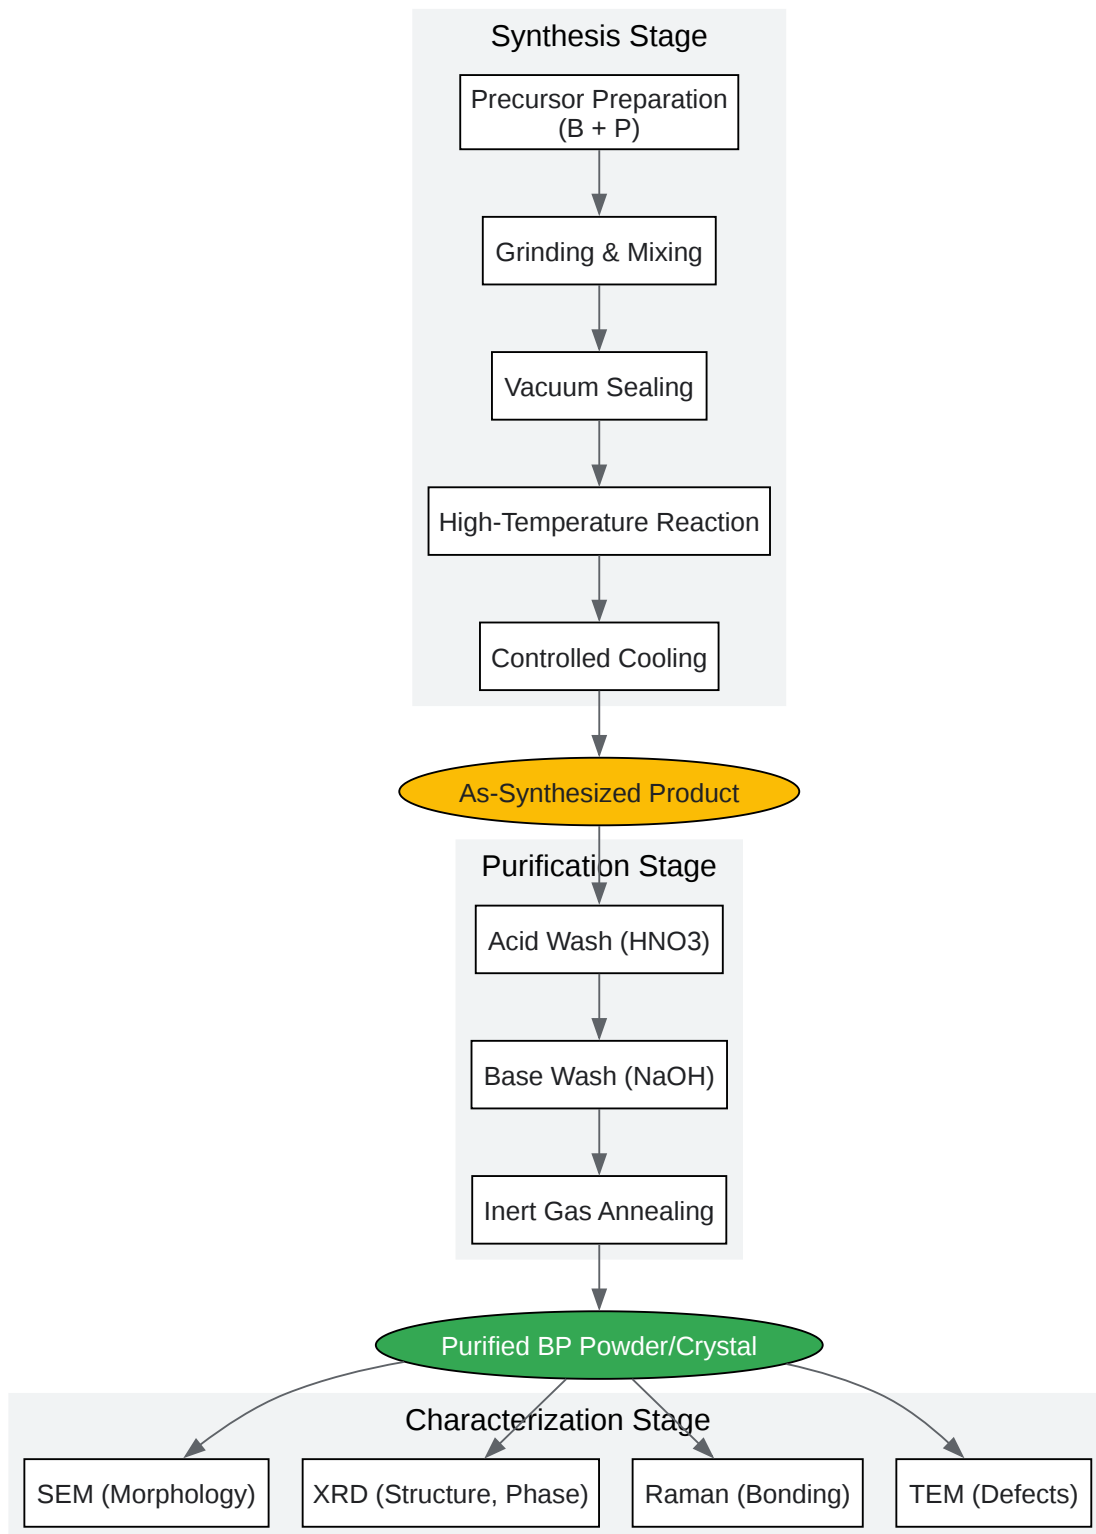 Synthesis Stage
Precursor Preparation
(B + P)
Grinding & Mixing
Vacuum Sealing
High-Temperature Reaction
Controlled Cooling
As-Synthesized Product
Purification Stage
Acid Wash (HNO3)
Base Wash (NaOH)
Inert Gas Annealing
Purified BP Powder/Crystal
Characterization Stage
SEM (Morphology)
XRD (Structure, Phase)
Raman (Bonding)
TEM (Defects)